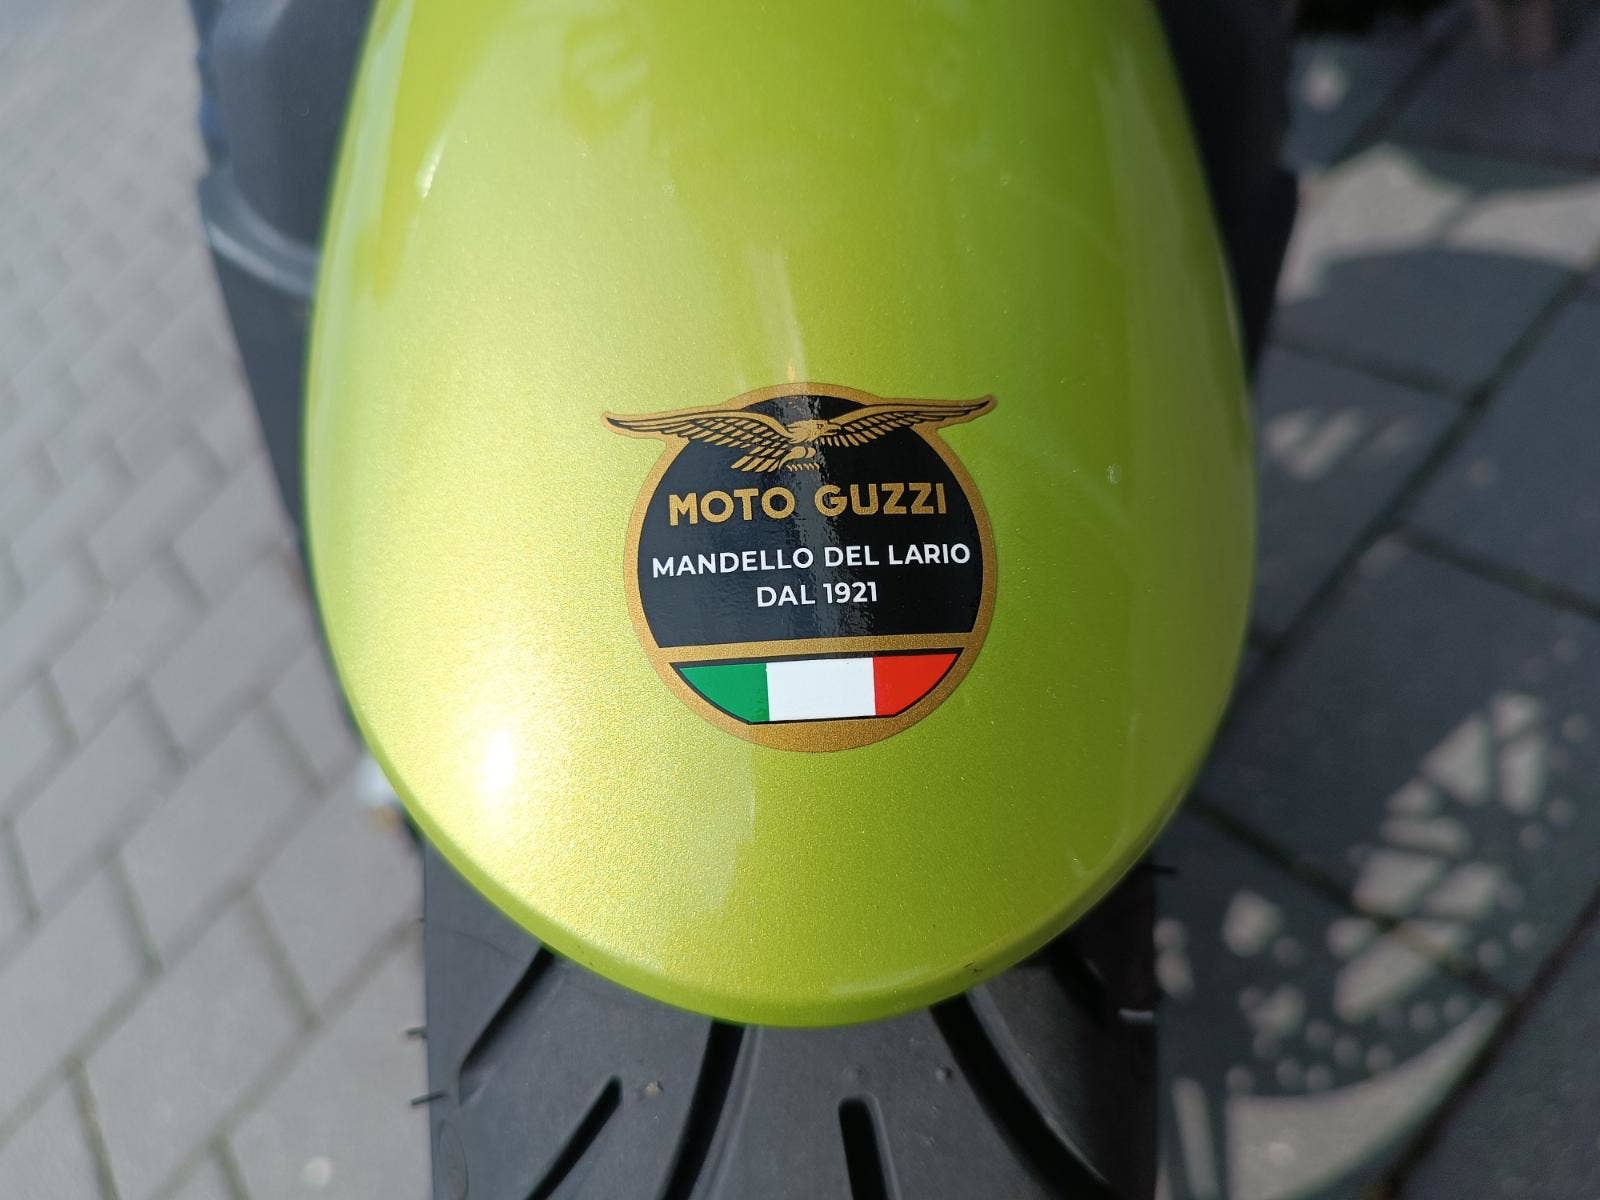 MOTO GUZZI
MANDELLO DEL LARIO
DAL 1921